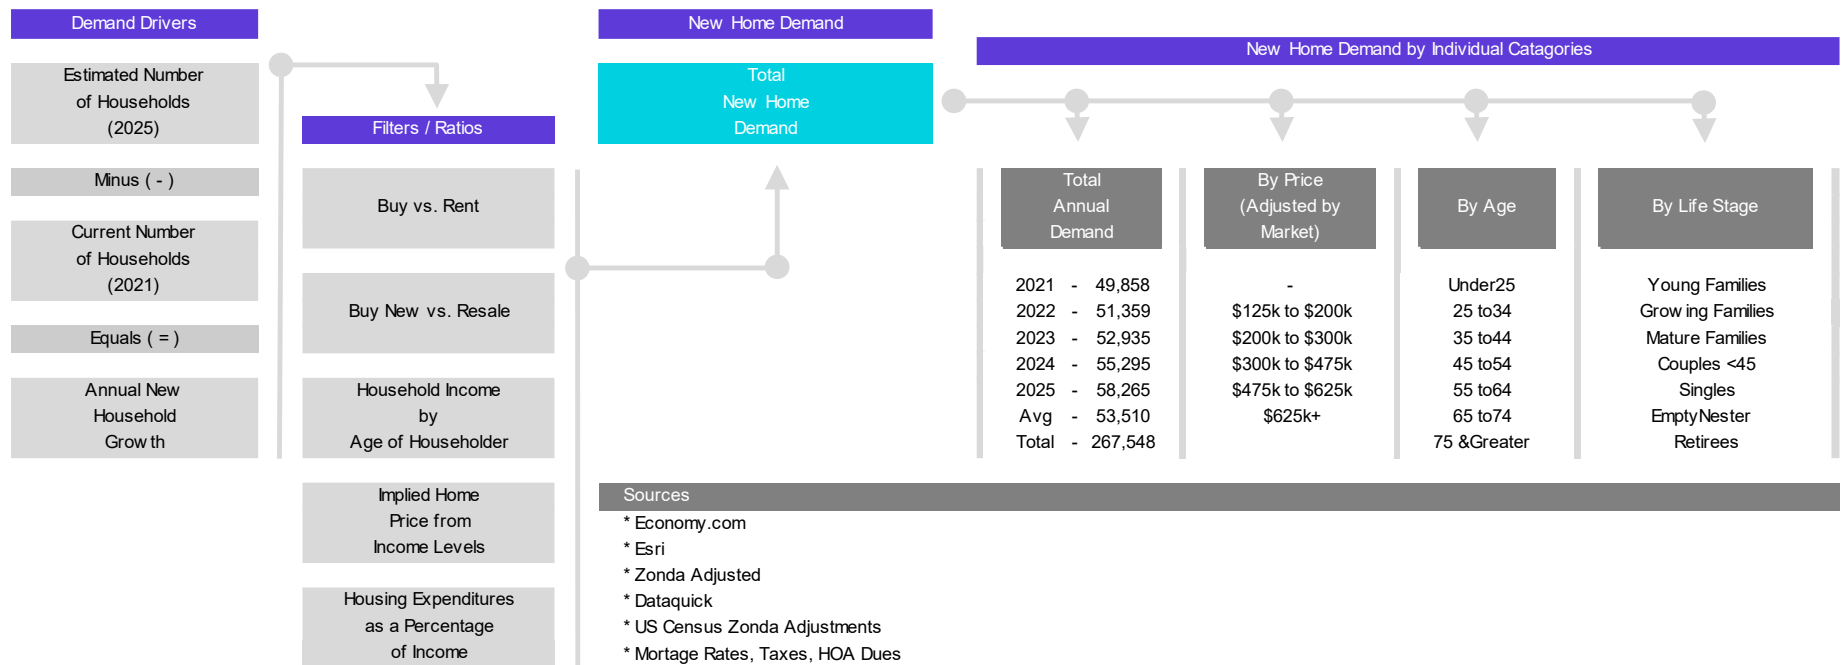 Demand Drivers
Estimated Number
of Households
(2025)
Minus ( - )
Current Number
of Households
(2021)
Equals ( = )
Annual New
Household
Growth
Filters / Ratios
Buy vs. Rent
Buy New vs. Resale
Household Income
by
Age of Householder
Implied Home
Price from
Income Levels
Housing Expenditures
as a Percentage
of Income
New Home Demand
Total
New Home
Demand
New Home Demand by Individual Catagories
Total
Annual
Demand
2021 - 49,858
2022 - 51,359
2023 - 52,935
2024 - 55,295
2025 - 58,265
Avg - 53,510
Total - 267,548
By Price
(Adjusted by
Market)
-
$125k to $200k
$200k to $300k
$300k to $475k
$475k to $625k
$625k+
By Age
Under25
25 to34
35 to44
45 to54
55 to64
65 to74
75 &Greater
By Life Stage
Young Families
Growing Families
Mature Families
Couples <45
Singles
EmptyNester
Retirees
Sources
* Economy.com
* Esri
* Zonda Adjusted
* Dataquick
* US Census Zonda Adjustments
* Mortage Rates, Taxes, HOA Dues